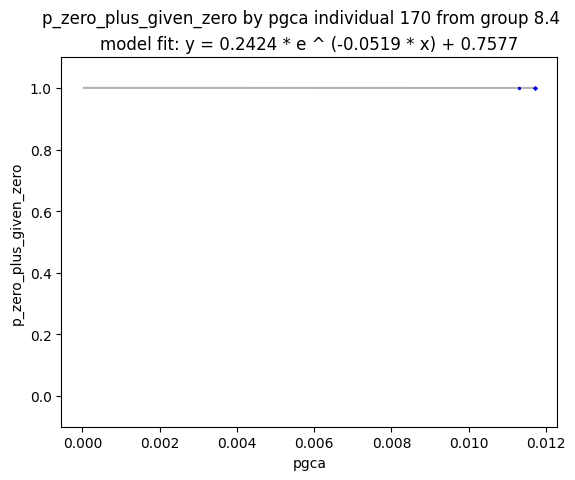 p_zero_plus_given_zero by pgca individual 170 from group 8.4
model fit: y = 0.2424 * e ^ (-0.0519 * x) + 0.7577
1.0
0.8
0.6
0.4
0.2
0.0
p_zero_plus_given_zero
0.000 0.002 0.004 0.006 0.008 0.010 0.012
pgca